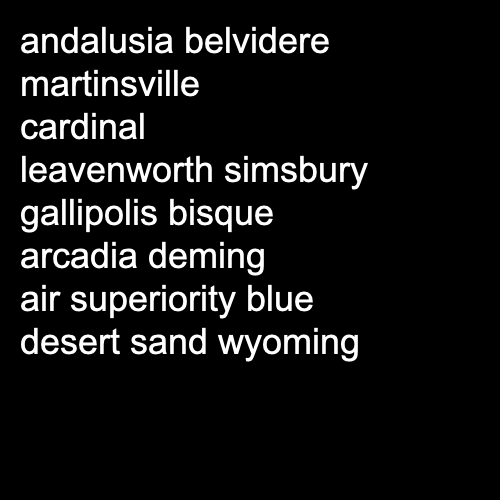 andalusia belvidere
martinsville
cardinal
leavenworth simsbury
gallipolis bisque
arcadia deming
air superiority blue
desert sand wyoming